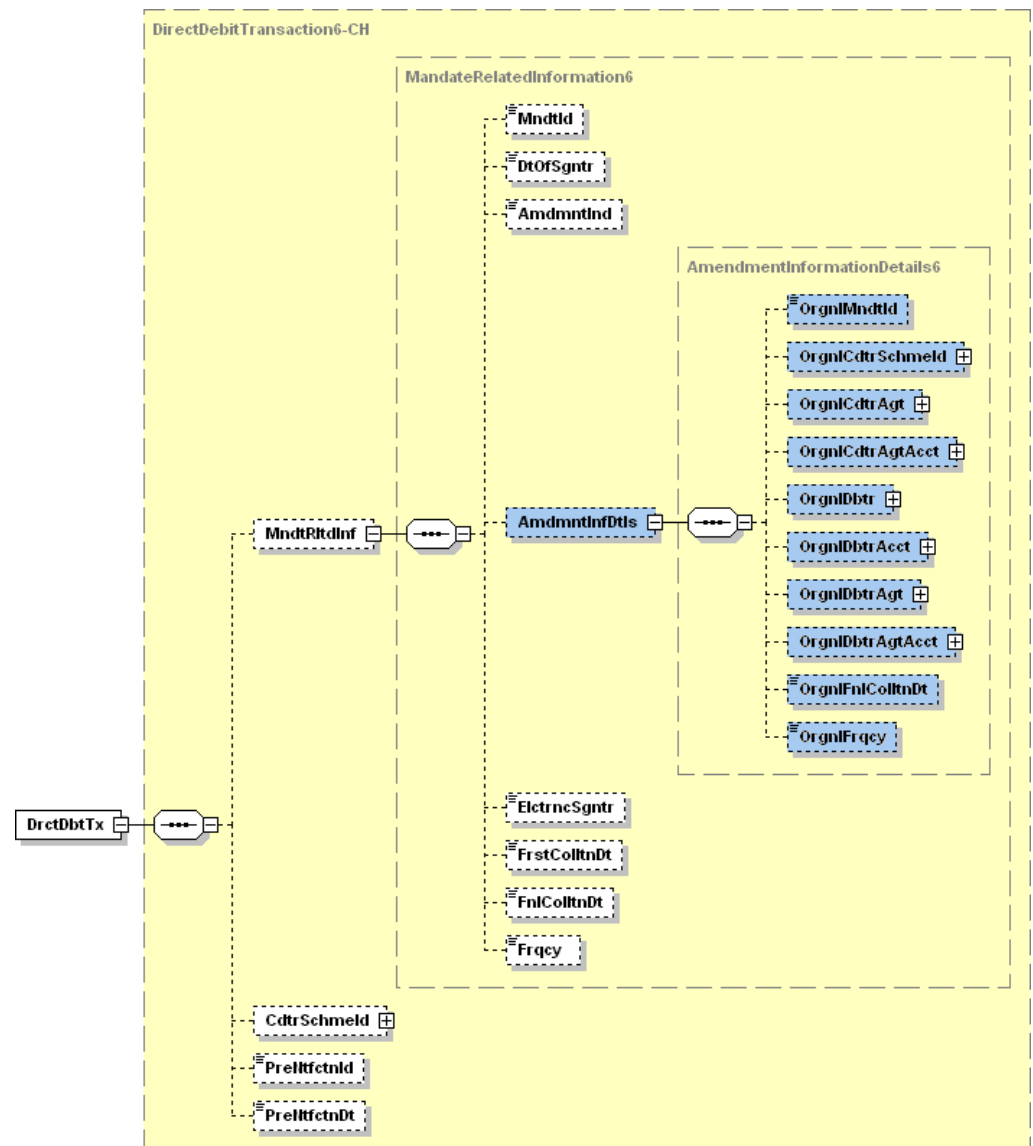 DirectDebitTransaction6-CH
MandateRelatedInformation6
MndtId
DtOfSgntr
AmdmntInd
AmendmentInformationDetails6
OrgnlMndtId
OrgnlCdtrSchmeId
OrgnlCdtrAgt
OrgnlCdtrAgtAcct
OrgnlDbtr
OrgnlDbtrAcct
OrgnlDbtrAgt
OrgnlDbtrAgtAcct
OrgnlFnlColltnDt
OrgnlFrqcy
AmdmntInfDtls
MndtRltdInf
ElctrncSgntr
FrstColltnDt
FnlColltnDt
Frqcy
DrctDbtTx
CdtrSchmeId
PreNtfctnId
PreNtfctnDt